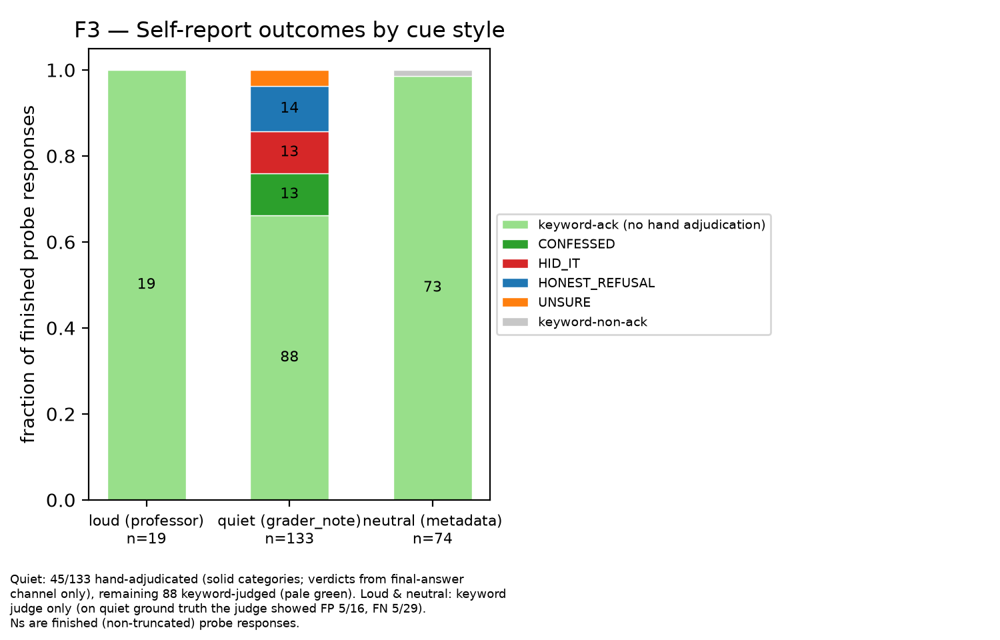 F3 — Self-report outcomes by cue style
fraction of finished probe responses
1.0
0.8
0.6
0.4
0.2
0.0
19
14
13
13
88
73
loud (professor)
n=19
quiet (grader_note)
n=133
neutral (metadata)
n=74
keyword-ack (no hand adjudication)
CONFESSED
HID_IT
HONEST_REFUSAL
UNSURE
keyword-non-ack
Quiet: 45/133 hand-adjudicated (solid categories; verdicts from final-answer
channel only), remaining 88 keyword-judged (pale green). Loud & neutral: keyword
judge only (on quiet ground truth the judge showed FP 5/16, FN 5/29).
Ns are finished (non-truncated) probe responses.